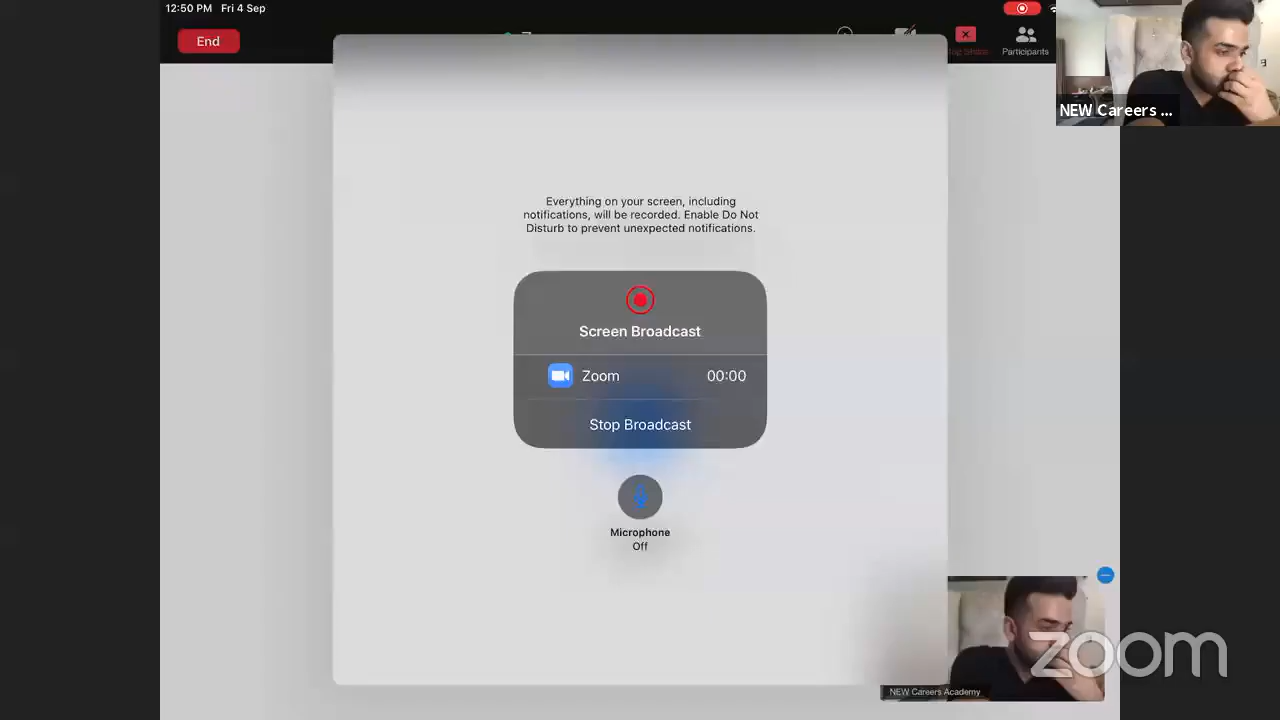 12:50 PM Fri 4 Sep
End
Participants
NEW Careers ...
Everything on your screen, including
notifications, will be recorded. Enable Do Not
Disturb to prevent unexpected notifications.
Screen Broadcast
Zoom 00:00
Stop Broadcast
Microphone
Off
zoom
NEW Careers Academy